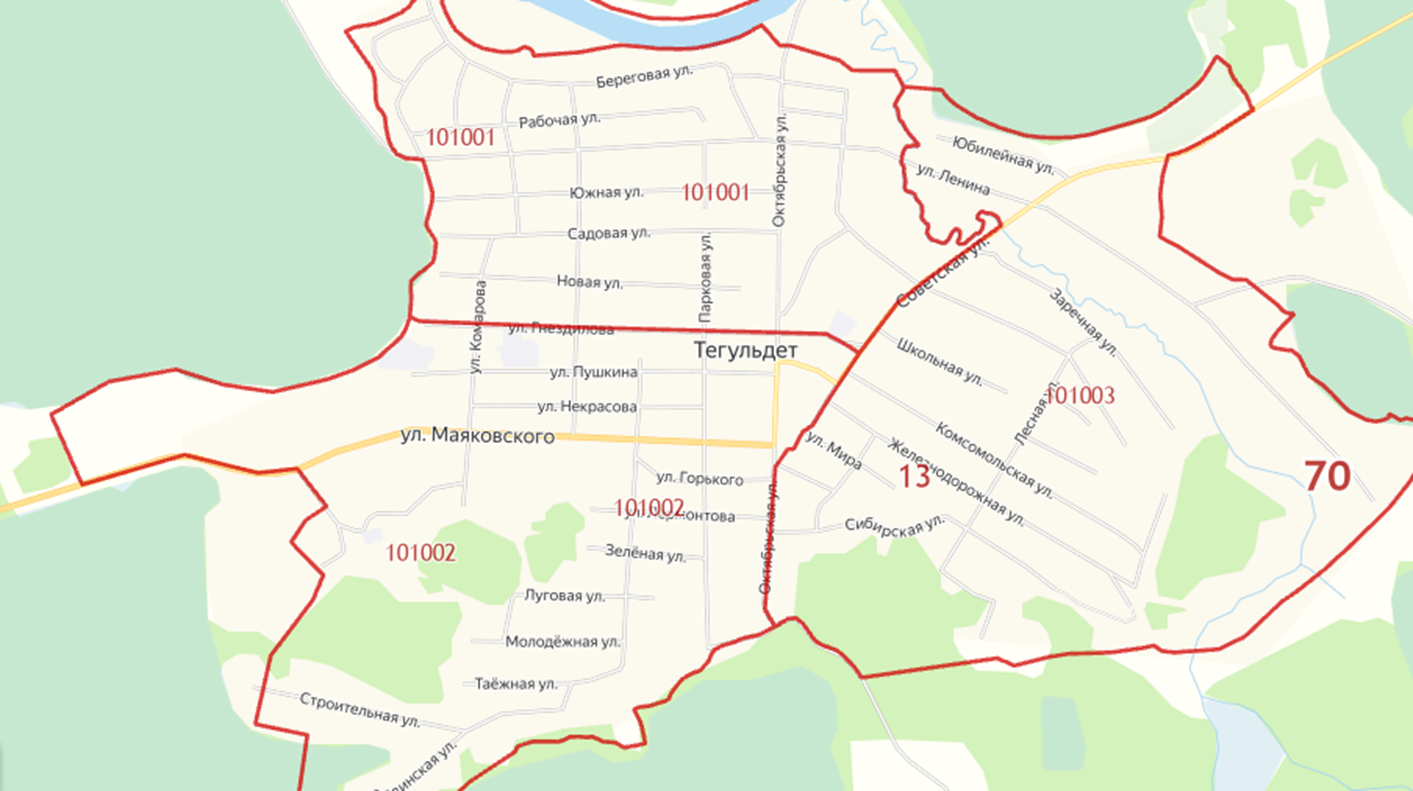 Береговая ул.
Рабочая ул.
101001
Октябрьская ул.
Юбилейная ул.
ул. Ленина
Южная ул.
101001
Садовая ул.
Парковая ул.
Советская ул.
Новая ул.
ул. Комарова
Заречная ул.
ул. Гнездилова
Тегульдет
Школьная ул.
ул. Пушкина
101003
Лесная ул.
ул. Некрасова
ул. Маяковского
ул. Мира
Комсомольская ул.
Железнодорожная ул.
13
70
ул. Горького
101002
Октябрьская ул.
Сибирская ул.
101002
Зелёная ул.
Луговая ул.
Молодёжная ул.
Таёжная ул.
Строительная ул.